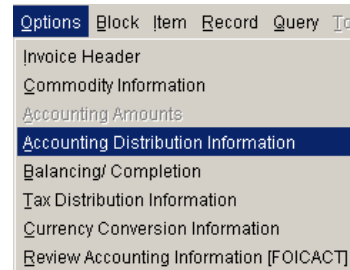 Options Block Item Record Query
Invoice Header
Commodity Information
Accounting Amounts
Accounting Distribution Information
Balancing/ Completion
Tax Distribution Information
Currency Conversion Information
Review Accounting Information [FOICACT]